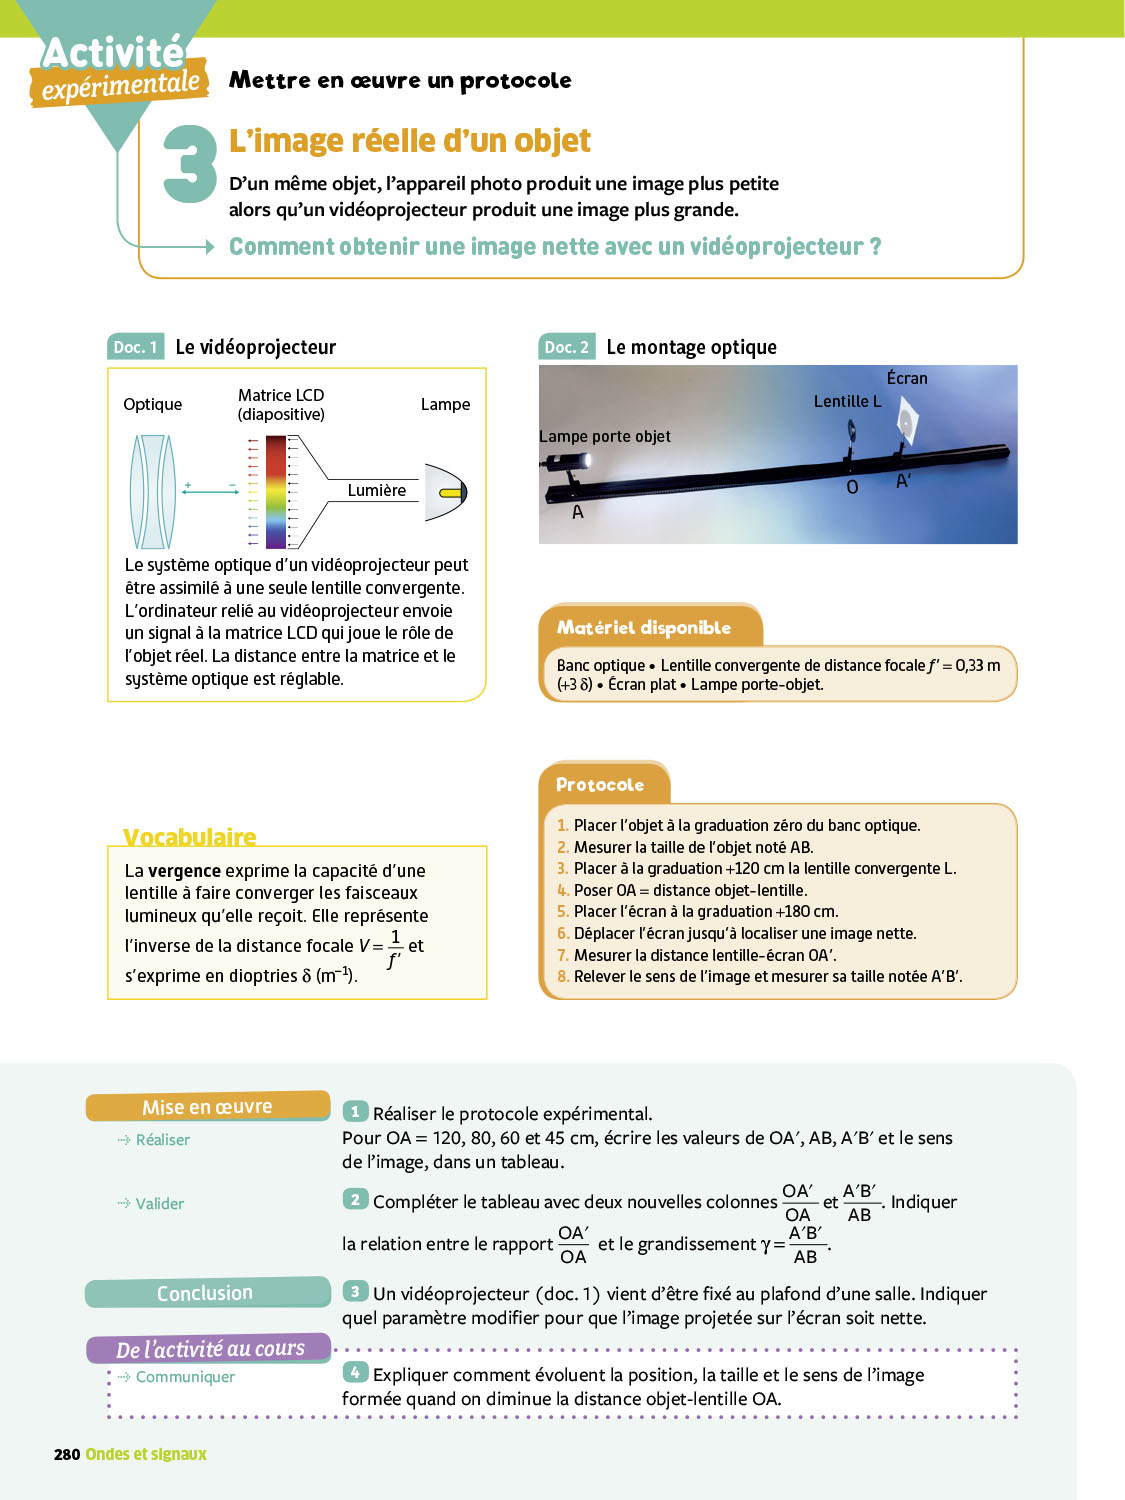 Activité
expérimentale
Mettre en œuvre un protocole
3
L'image réelle d'un objet
D'un même objet, l'appareil photo produit une image plus petite
alors qu'un vidéoprojecteur produit une image plus grande.
Comment obtenir une image nette avec un vidéoprojecteur ?
Doc. 1 Le vidéoprojecteur
Optique
Matrice LCD
(diapositive)
Lampe
+ –
Lumière
Le système optique d'un vidéoprojecteur peut
être assimilé à une seule lentille convergente.
L'ordinateur relié au vidéoprojecteur envoie
un signal à la matrice LCD qui joue le rôle de
l'objet réel. La distance entre la matrice et le
système optique est réglable.
Doc. 2 Le montage optique
Écran
Lentille L
Lampe porte objet
A
O
A′
Matériel disponible
Banc optique • Lentille convergente de distance focale f′ = 0,33 m
(+3 δ) • Écran plat • Lampe porte-objet.
Vocabulaire
La vergence exprime la capacité d'une
lentille à faire converger les faisceaux
lumineux qu'elle reçoit. Elle représente
l'inverse de la distance focale V = 1/f′ et
s'exprime en dioptries δ (m⁻¹).
Protocole
1. Placer l'objet à la graduation zéro du banc optique.
2. Mesurer la taille de l'objet noté AB.
3. Placer à la graduation +120 cm la lentille convergente L.
4. Poser OA = distance objet-lentille.
5. Placer l'écran à la graduation +180 cm.
6. Déplacer l'écran jusqu'à localiser une image nette.
7. Mesurer la distance lentille-écran OA′.
8. Relever le sens de l'image et mesurer sa taille notée A′B′.
Mise en œuvre
Réaliser
1 Réaliser le protocole expérimental.
Pour OA = 120, 80, 60 et 45 cm, écrire les valeurs de OA′, AB, A′B′ et le sens
de l'image, dans un tableau.
Valider
2 Compléter le tableau avec deux nouvelles colonnes OA′/OA et A′B′/AB. Indiquer
la relation entre le rapport OA′/OA et le grandissement γ = A′B′/AB.
Conclusion
3 Un vidéoprojecteur (doc. 1) vient d'être fixé au plafond d'une salle. Indiquer
quel paramètre modifier pour que l'image projetée sur l'écran soit nette.
De l'activité au cours
Communiquer
4 Expliquer comment évoluent la position, la taille et le sens de l'image
formée quand on diminue la distance objet-lentille OA.
280 Ondes et signaux